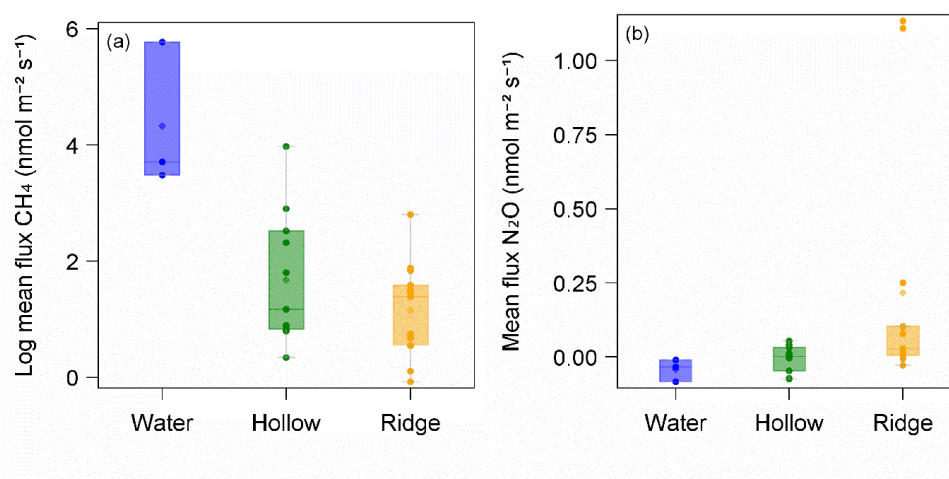 (a)
Log mean flux CH₄ (nmol m⁻² s⁻¹)
6
4
2
0
Water Hollow Ridge
(b)
Mean flux N₂O (nmol m⁻² s⁻¹)
1.00
0.75
0.50
0.25
0.00
Water Hollow Ridge